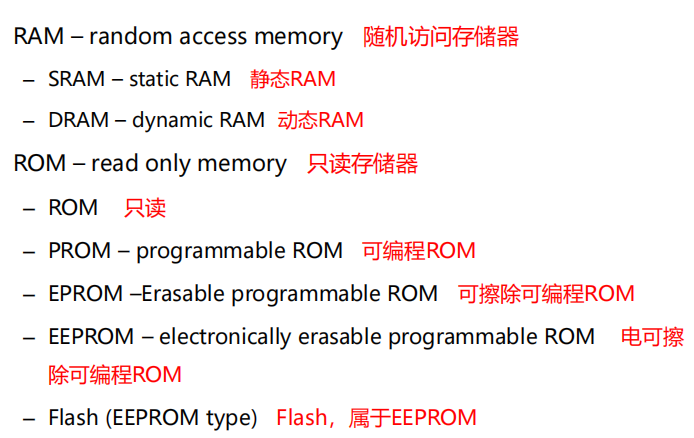 RAM – random access memory 随机访问存储器
– SRAM – static RAM 静态RAM
– DRAM – dynamic RAM 动态RAM
ROM – read only memory 只读存储器
– ROM 只读
– PROM – programmable ROM 可编程ROM
– EPROM –Erasable programmable ROM 可擦除可编程ROM
– EEPROM – electronically erasable programmable ROM 电可擦
除可编程ROM
– Flash (EEPROM type) Flash，属于EEPROM